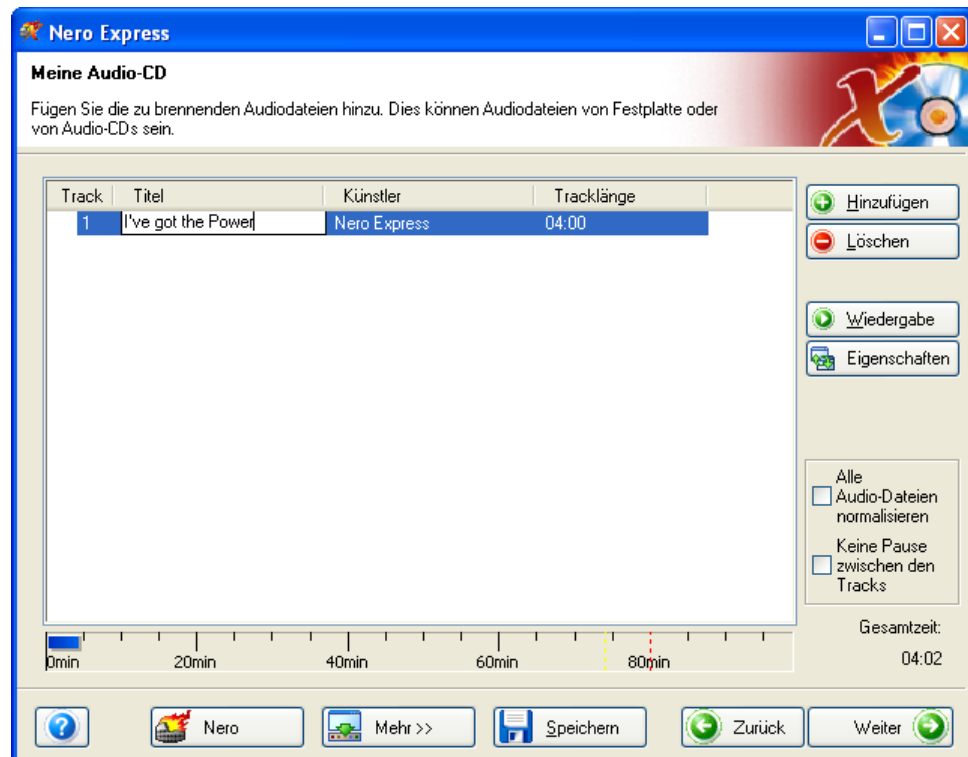 Nero Express
Meine Audio-CD
Fügen Sie die zu brennenden Audiodateien hinzu. Dies können Audiodateien von Festplatte oder
von Audio-CDs sein.
Track Titel Künstler Tracklänge
1 I've got the Power Nero Express 04:00
Hinzufügen
Löschen
Wiedergabe
Eigenschaften
Alle
Audio-Dateien
normalisieren
Keine Pause
zwischen den
Tracks
Gesamtzeit:
04:02
0min 20min 40min 60min 80min
Nero Mehr >> Speichern Zurück Weiter